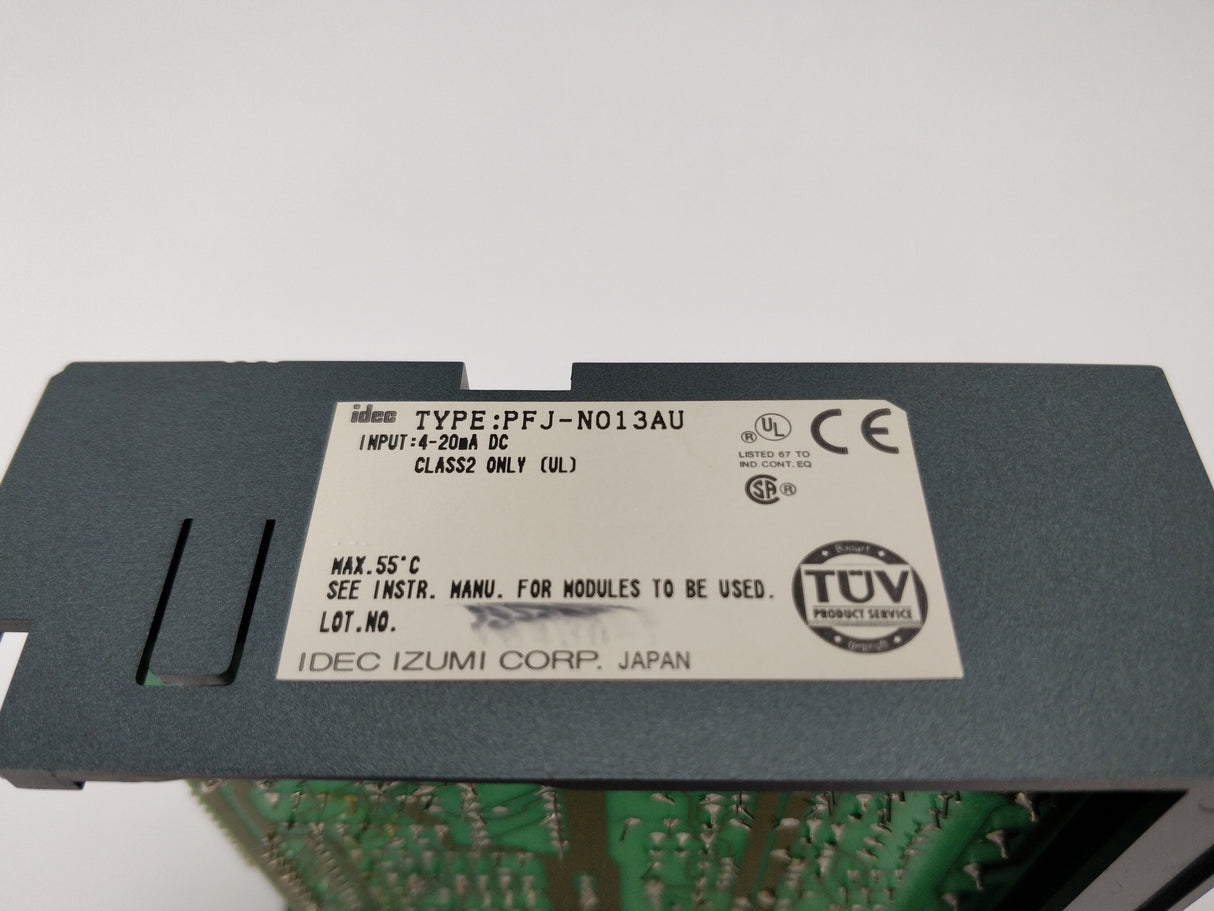 idec TYPE:PFJ-N013AU
INPUT:4-20mA DC
CLASS2 ONLY (UL)
® UL CE
LISTED 67 TO
IND.CONT.EQ
SA ®
MAX.55°C
SEE INSTR. MANU. FOR MODULES TO BE USED.
LOT.NO.
IDEC IZUMI CORP. JAPAN
TÜV
PRODUCT SERVICE